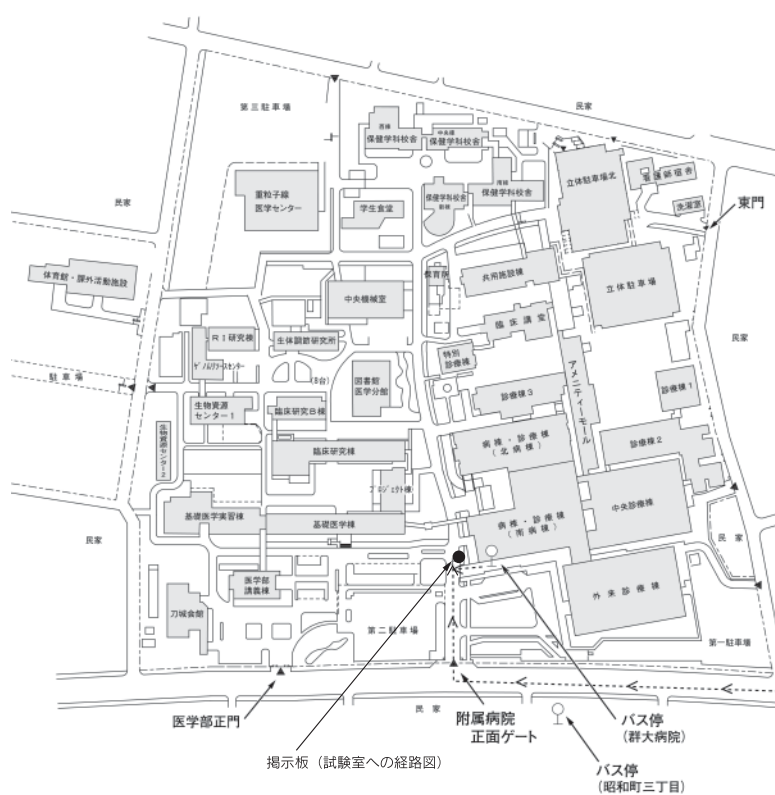 民家
第三駐車場
西棟
保健学科校舎
中央棟
保健学科校舎
南棟
保健学科校舎
保健学科校舎
前棟
立体駐車場北
看護師宿舎
洗濯場
東門
民家
重粒子線
医学センター
学生食堂
体育館・課外活動施設
中央機械室
保育所
共用施設棟
立体駐車場
民家
RI研究棟
生体調節研究所
臨床講堂
ゲノムリソースセンター
特別
診療棟
アメニティーモール
駐車場
(8台)
図書館
医学分館
診療棟3
診療棟1
生物資源
センター1
臨床研究B棟
生物資源センター2
臨床研究棟
病棟・診療棟
(北病棟)
診療棟2
プロジェクト棟
基礎医学実習棟
基礎医学棟
病棟・診療棟
(南病棟)
中央診療棟
民家
民家
医学部
講義棟
刀城会館
外来診療棟
第二駐車場
第一駐車場
医学部正門
民家
附属病院
正面ゲート
バス停
(群大病院)
掲示板(試験室への経路図)
バス停
(昭和町三丁目)